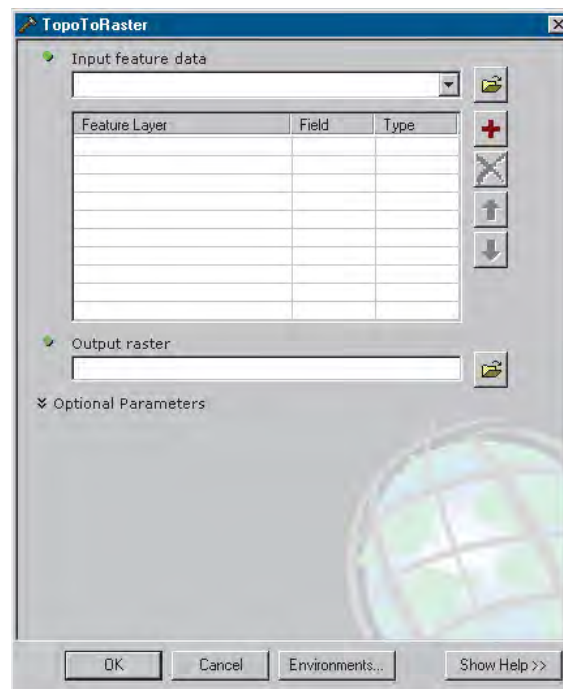 TopoToRaster
Input feature data
Feature Layer Field Type
Output raster
Optional Parameters
OK Cancel Environments... Show Help >>